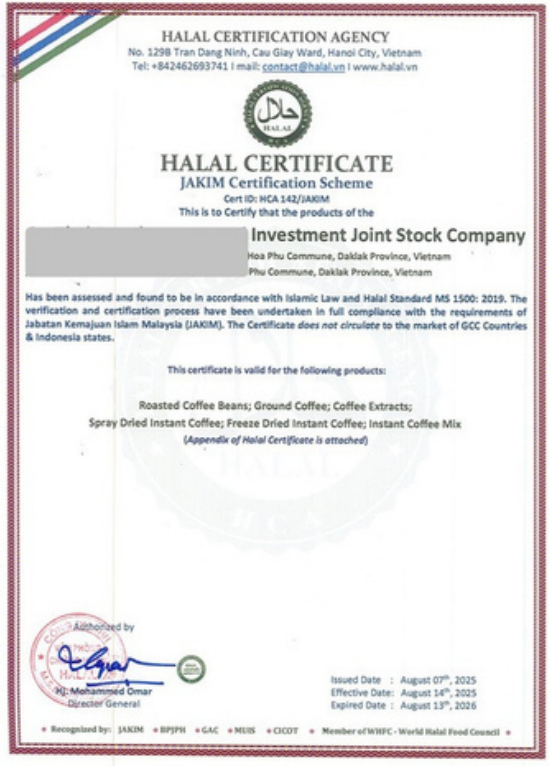 HALAL CERTIFICATION AGENCY
No. 129B Tran Dang Ninh, Cau Giay Ward, Hanoi City, Vietnam
Tel: +842462693741 I mail: contact@halal.vn I www.halal.vn
حلال
HALAL
HALAL CERTIFICATE
JAKIM Certification Scheme
Cert ID: HCA 142/JAKIM
This is to Certify that the products of the
Investment Joint Stock Company
Hoa Phu Commune, Daklak Province, Vietnam
Phu Commune, Daklak Province, Vietnam
Has been assessed and found to be in accordance with Islamic Law and Halal Standard MS 1500: 2019. The
verification and certification process have been undertaken in full compliance with the requirements of
Jabatan Kemajuan Islam Malaysia (JAKIM). The Certificate does not circulate to the market of GCC Countries
& Indonesia states.
This certificate is valid for the following products:
Roasted Coffee Beans; Ground Coffee; Coffee Extracts;
Spray Dried Instant Coffee; Freeze Dried Instant Coffee; Instant Coffee Mix
(Appendix of Halal Certificate is attached)
HALAL
HCA
Authorized by
HALAL
Hj. Mohammed Omar
Director General
Issued Date : August 07th, 2025
Effective Date: August 14th, 2025
Expired Date : August 13th, 2026
Recognized by: JAKIM * BPJPH * GAC * MUIS * CICOT * Member of WHFC - World Halal Food Council